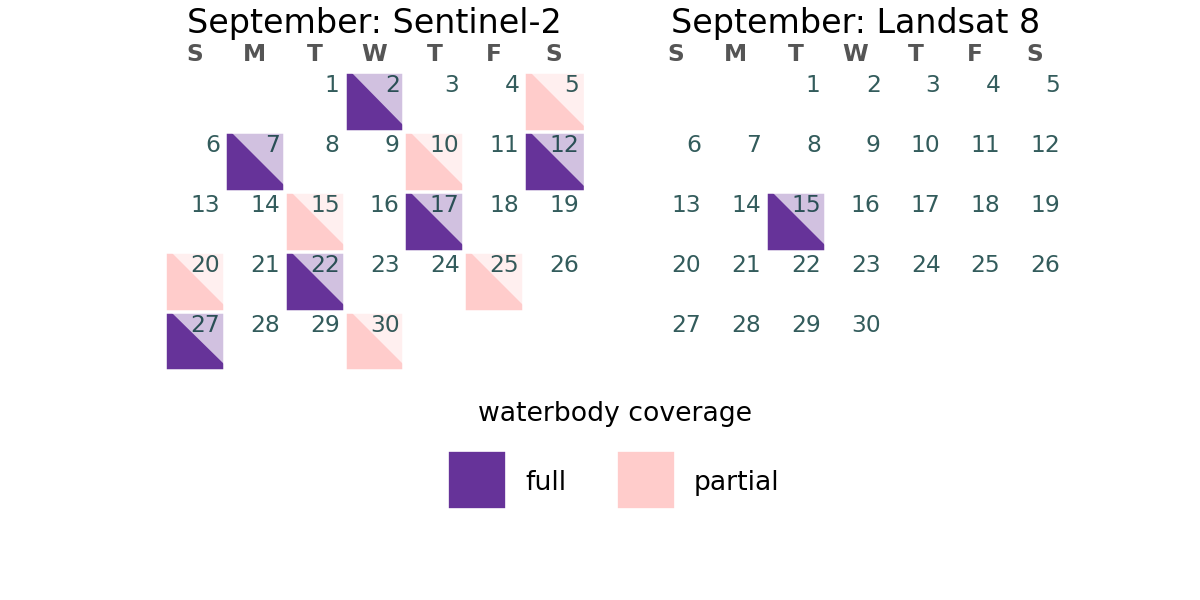 September: Sentinel-2
S M T W T F S
1 2 3 4 5
6 7 8 9 10 11 12
13 14 15 16 17 18 19
20 21 22 23 24 25 26
27 28 29 30
September: Landsat 8
S M T W T F S
1 2 3 4 5
6 7 8 9 10 11 12
13 14 15 16 17 18 19
20 21 22 23 24 25 26
27 28 29 30
waterbody coverage
full
partial